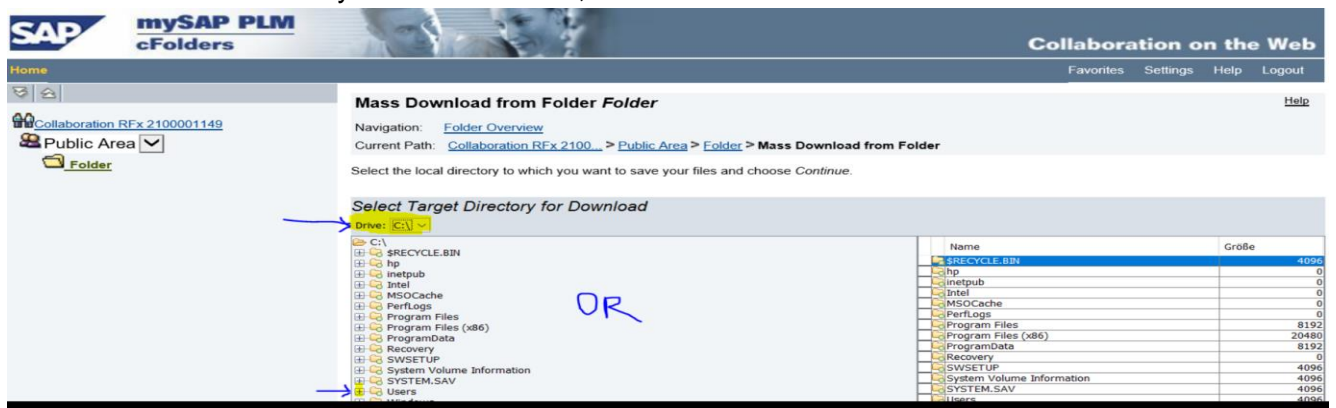 SAP
mySAP PLM
cFolders
Collaboration on the Web
Home
Favorites Settings Help Logout
Collaboration RFx 2100001149
Public Area
Folder
Mass Download from Folder Folder
Help
Navigation: Folder Overview
Current Path: Collaboration RFx 2100... > Public Area > Folder > Mass Download from Folder
Select the local directory to which you want to save your files and choose Continue.
Select Target Directory for Download
Drive: C:\
C:\
$RECYCLE.BIN
hp
inetpub
Intel
MSOCache
PerfLogs
Program Files
Program Files (x86)
ProgramData
Recovery
SWSETUP
System Volume Information
SYSTEM.SAV
Users
OR
Name Größe
$RECYCLE.BIN 4096
hp 0
inetpub 0
Intel 0
MSOCache 0
PerfLogs 0
Program Files 8192
Program Files (x86) 20480
ProgramData 8192
Recovery 0
SWSETUP 4096
System Volume Information 4096
SYSTEM.SAV 4096
Users 4096